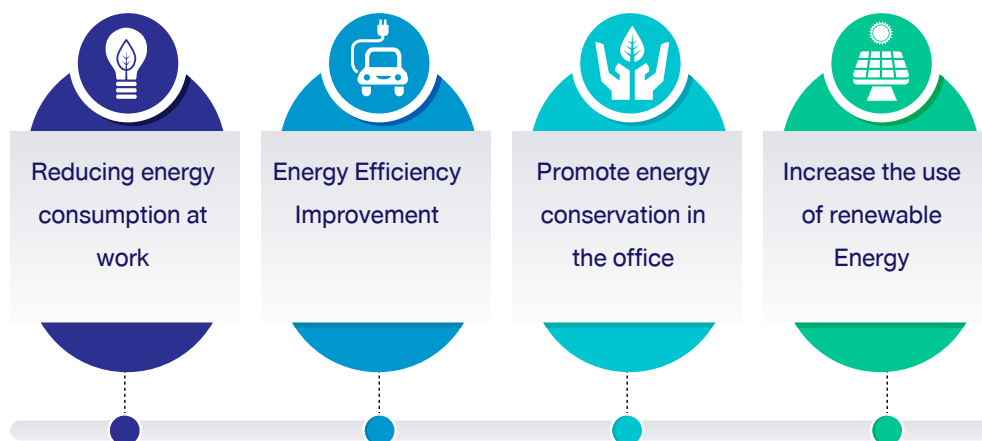 Reducing energy
consumption at
work
Energy Efficiency
Improvement
Promote energy
conservation in
the office
Increase the use
of renewable
Energy